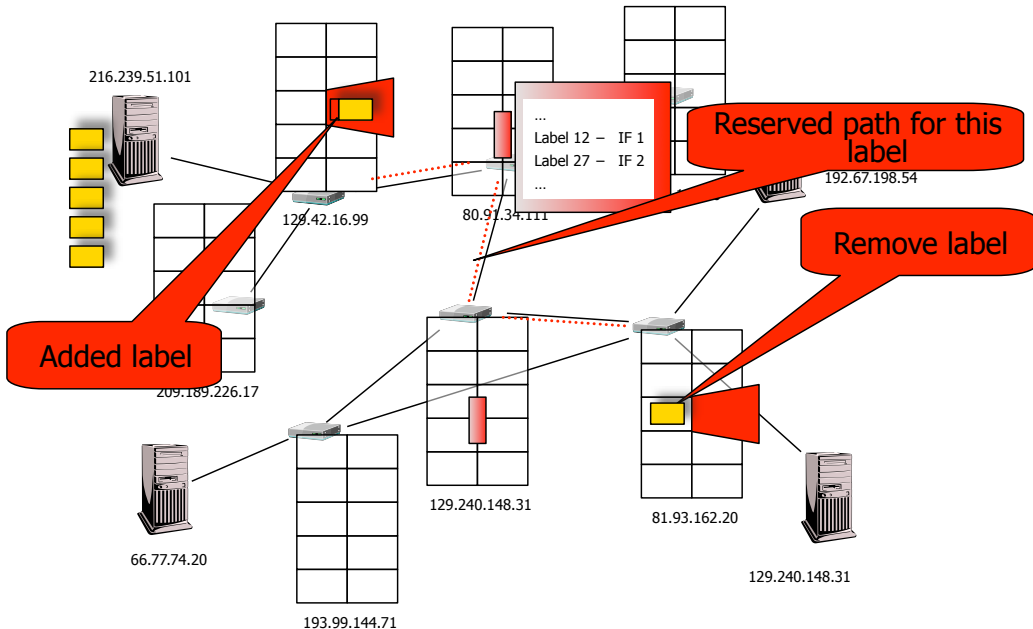 216.239.51.101
...
Label 12 – IF 1
Label 27 – IF 2
...
Reserved path for this
label
192.67.198.54
129.42.16.99
80.91.34.111
Remove label
Added label
209.189.226.17
129.240.148.31
81.93.162.20
66.77.74.20
129.240.148.31
193.99.144.71